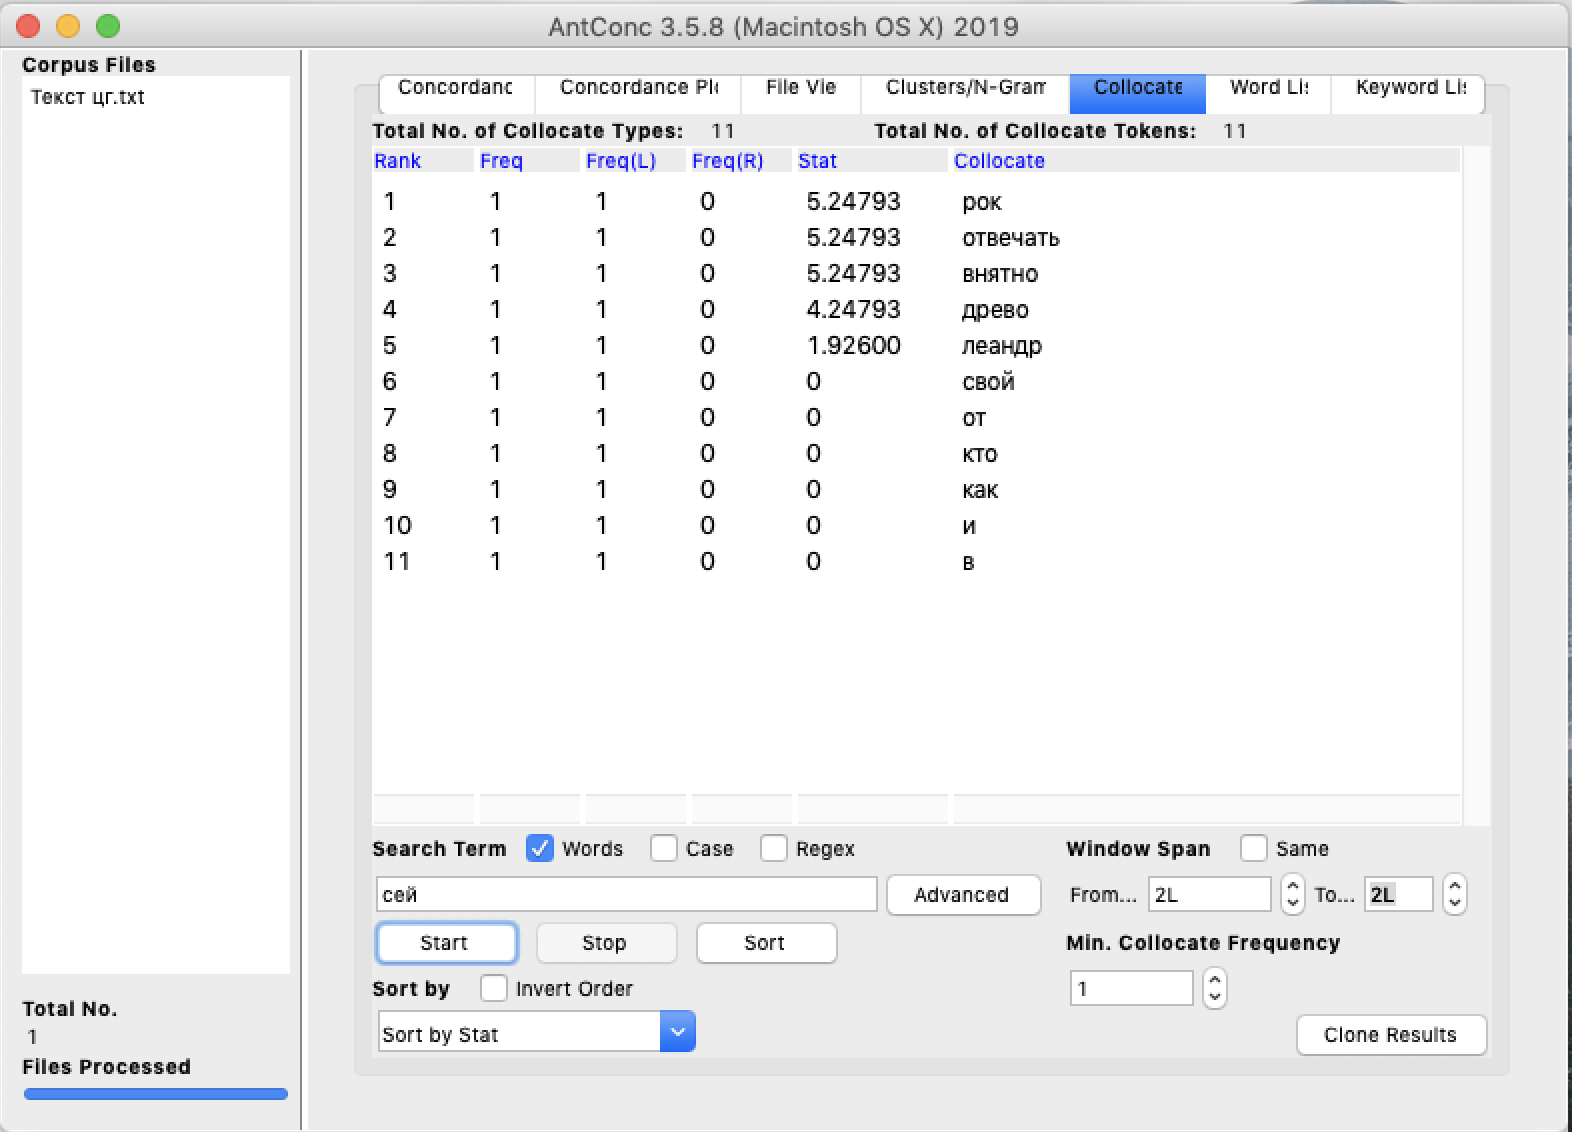 AntConc 3.5.8 (Macintosh OS X) 2019
Corpus Files
Текст цг.txt
Total No.
1
Files Processed
Concordanc Concordance Pl File Vie Clusters/N-Gram Collocate Word Lis Keyword Lis
Total No. of Collocate Types: 11 Total No. of Collocate Tokens: 11
Rank Freq Freq(L) Freq(R) Stat Collocate
1 1 1 0 5.24793 рок
2 1 1 0 5.24793 отвечать
3 1 1 0 5.24793 внятно
4 1 1 0 4.24793 древо
5 1 1 0 1.92600 леандр
6 1 1 0 0 свой
7 1 1 0 0 от
8 1 1 0 0 кто
9 1 1 0 0 как
10 1 1 0 0 и
11 1 1 0 0 в
Search Term Words Case Regex Window Span Same
сей Advanced From... 2L To... 2L
Start Stop Sort Min. Collocate Frequency
Sort by Invert Order 1
Sort by Stat Clone Results